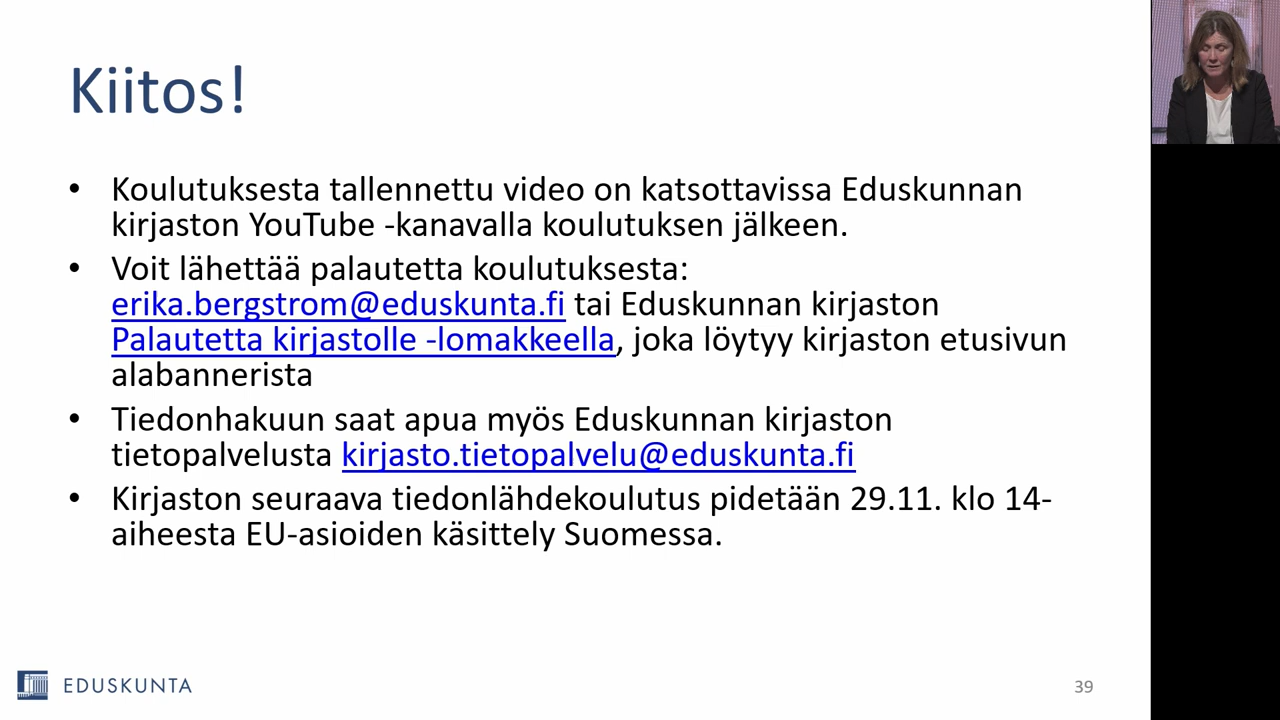 Kiitos!
• Koulutuksesta tallennettu video on katsottavissa Eduskunnan
kirjaston YouTube -kanavalla koulutuksen jälkeen.
• Voit lähettää palautetta koulutuksesta:
erika.bergstrom@eduskunta.fi tai Eduskunnan kirjaston
Palautetta kirjastolle -lomakkeella, joka löytyy kirjaston etusivun
alabannerista
• Tiedonhakuun saat apua myös Eduskunnan kirjaston
tietopalvelusta kirjasto.tietopalvelu@eduskunta.fi
• Kirjaston seuraava tiedonlähdekoulutus pidetään 29.11. klo 14-
aiheesta EU-asioiden käsittely Suomessa.
EDUSKUNTA
39